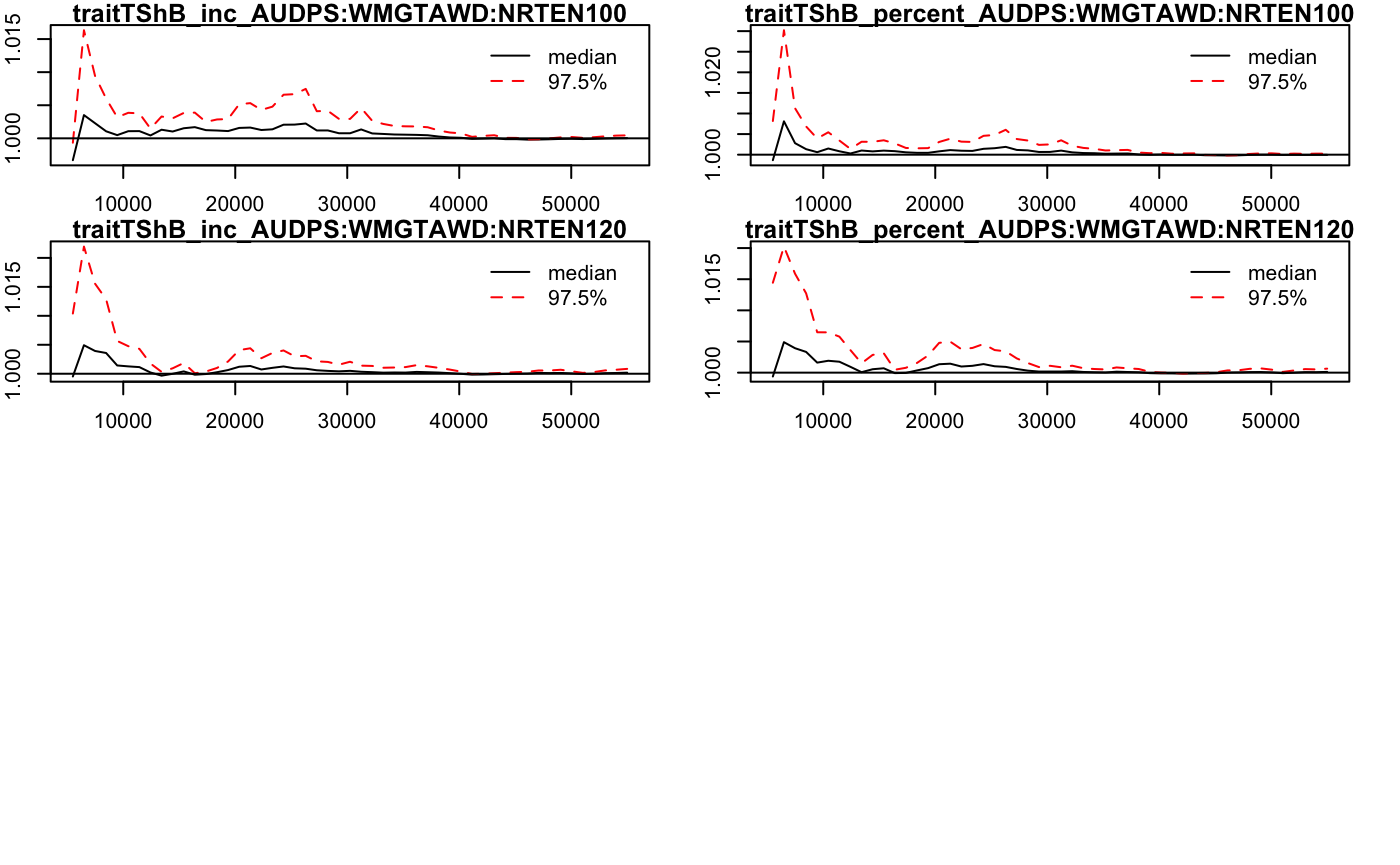 traitTShB_inc_AUDPS:WMGTAWD:NRTEN100
1.015
1.000
median
97.5%
10000 20000 30000 40000 50000
traitTShB_percent_AUDPS:WMGTAWD:NRTEN100
1.020
1.000
median
97.5%
10000 20000 30000 40000 50000
traitTShB_inc_AUDPS:WMGTAWD:NRTEN120
1.015
1.000
median
97.5%
10000 20000 30000 40000 50000
traitTShB_percent_AUDPS:WMGTAWD:NRTEN120
1.015
1.000
median
97.5%
10000 20000 30000 40000 50000